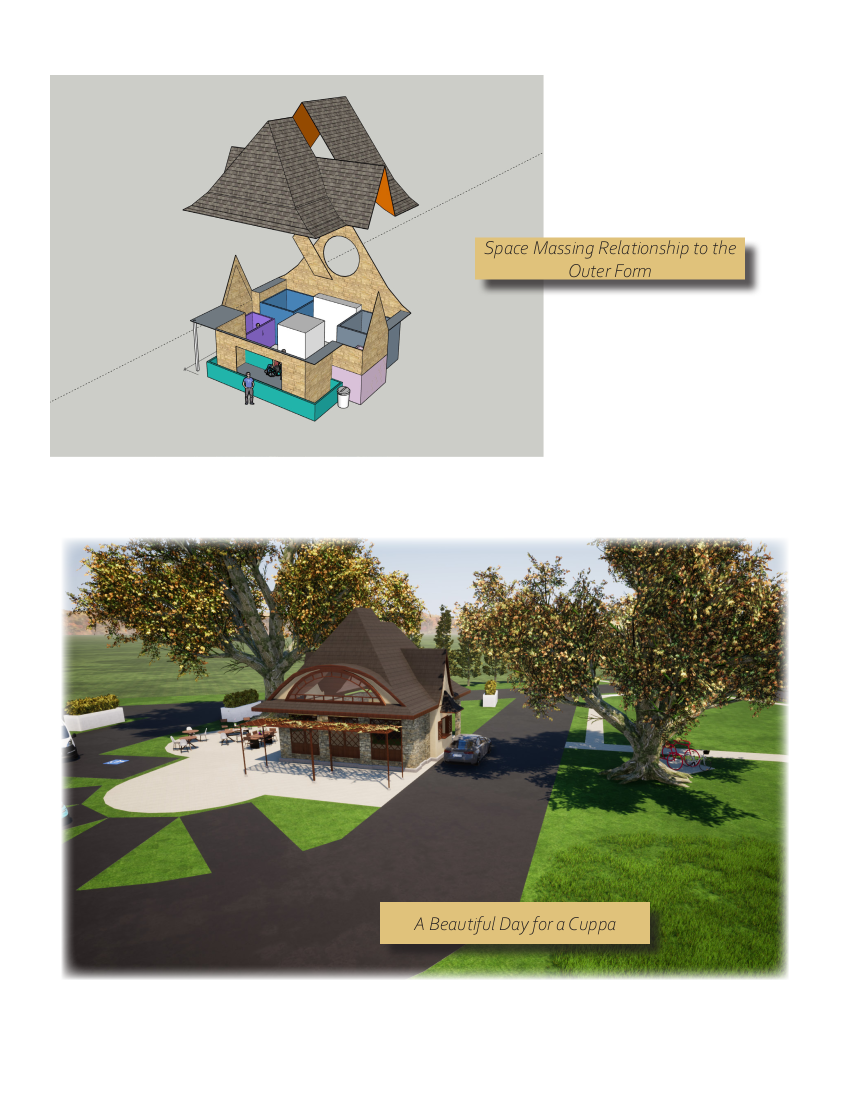 Space Massing Relationship to the
Outer Form
A Beautiful Day for a Cuppa